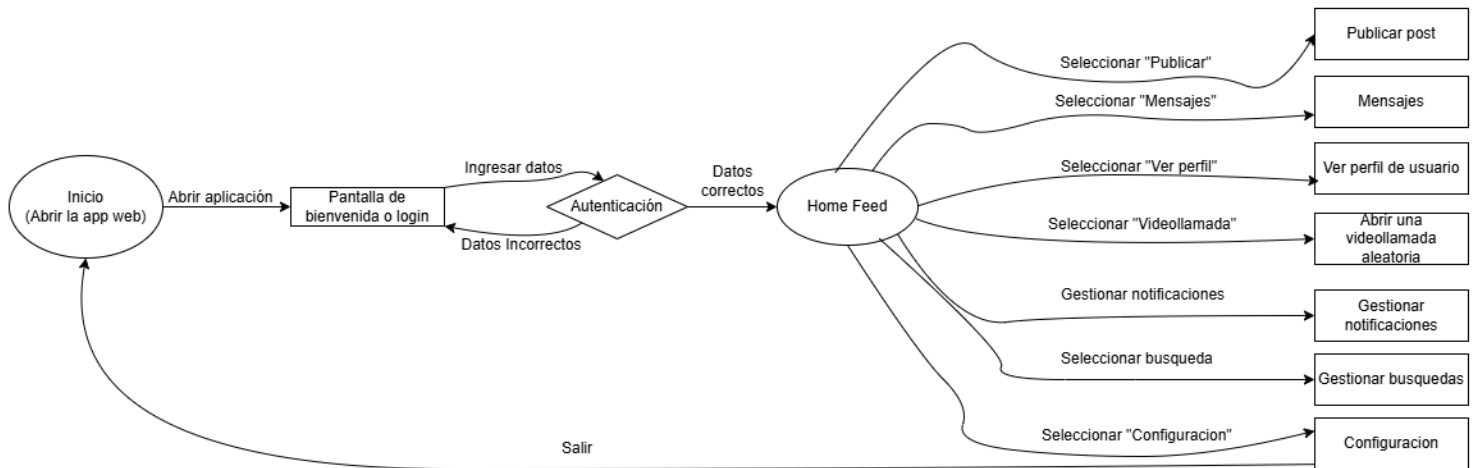 Publicar post
Seleccionar "Publicar"
Seleccionar "Mensajes"
Mensajes
Inicio
(Abrir la app web)
Abrir aplicación
Pantalla de
bienvenida o login
Ingresar datos
Datos Incorrectos
Autenticación
Datos
correctos
Home Feed
Seleccionar "Ver perfil"
Ver perfil de usuario
Seleccionar "Videollamada"
Abrir una
videollamada
aleatoria
Gestionar notificaciones
Gestionar
notificaciones
Seleccionar busqueda
Gestionar busquedas
Seleccionar "Configuracion"
Configuracion
Salir